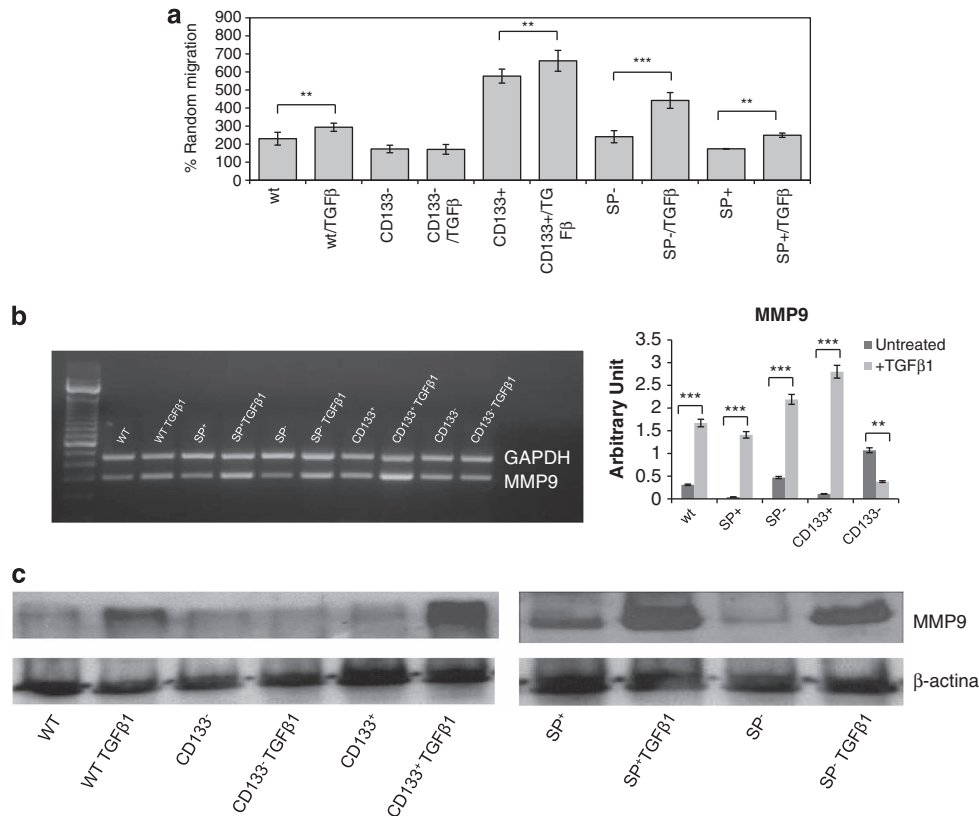 a
% Random migration
900
800
700
600
500
400
300
200
100
0
**
**
***
**
wt
wt/TGFβ
CD133-
CD133-
/TGFβ
CD133+
CD133+/TG
Fβ
SP-
SP-/TGFβ
SP+
SP+/TGFβ
b
WT
WT TGFβ1
SP+
SP+TGFβ1
SP-
SP- TGFβ1
CD133+
CD133+ TGFβ1
CD133-
CD133- TGFβ1
GAPDH
MMP9
MMP9
Arbitrary Unit
3.5
3
2.5
2
1.5
1
0.5
0
***
***
***
***
**
Untreated
+TGFβ1
wt
SP+
SP-
CD133+
CD133-
c
MMP9
β-actina
WT
WT TGFβ1
CD133-
CD133- TGFβ1
CD133+
CD133+ TGFβ1
SP+
SP+TGFβ1
SP-
SP- TGFβ1